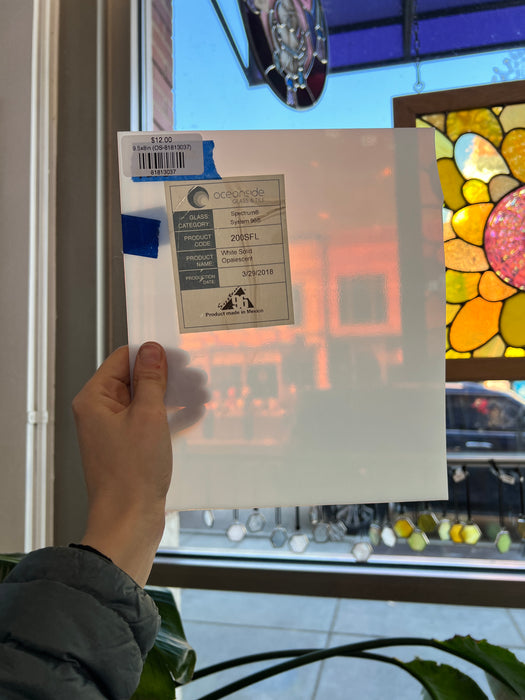 $12.00
9.5x8in (OS-81813037)
81813037
oceanside
GLASS & TILE
GLASS CATEGORY
Spectrum®
System 96®
PRODUCT CODE
200SFL
PRODUCT NAME
White Solid
Opalescent
PRODUCTION DATE
3/29/2018
96
Product made in Mexico